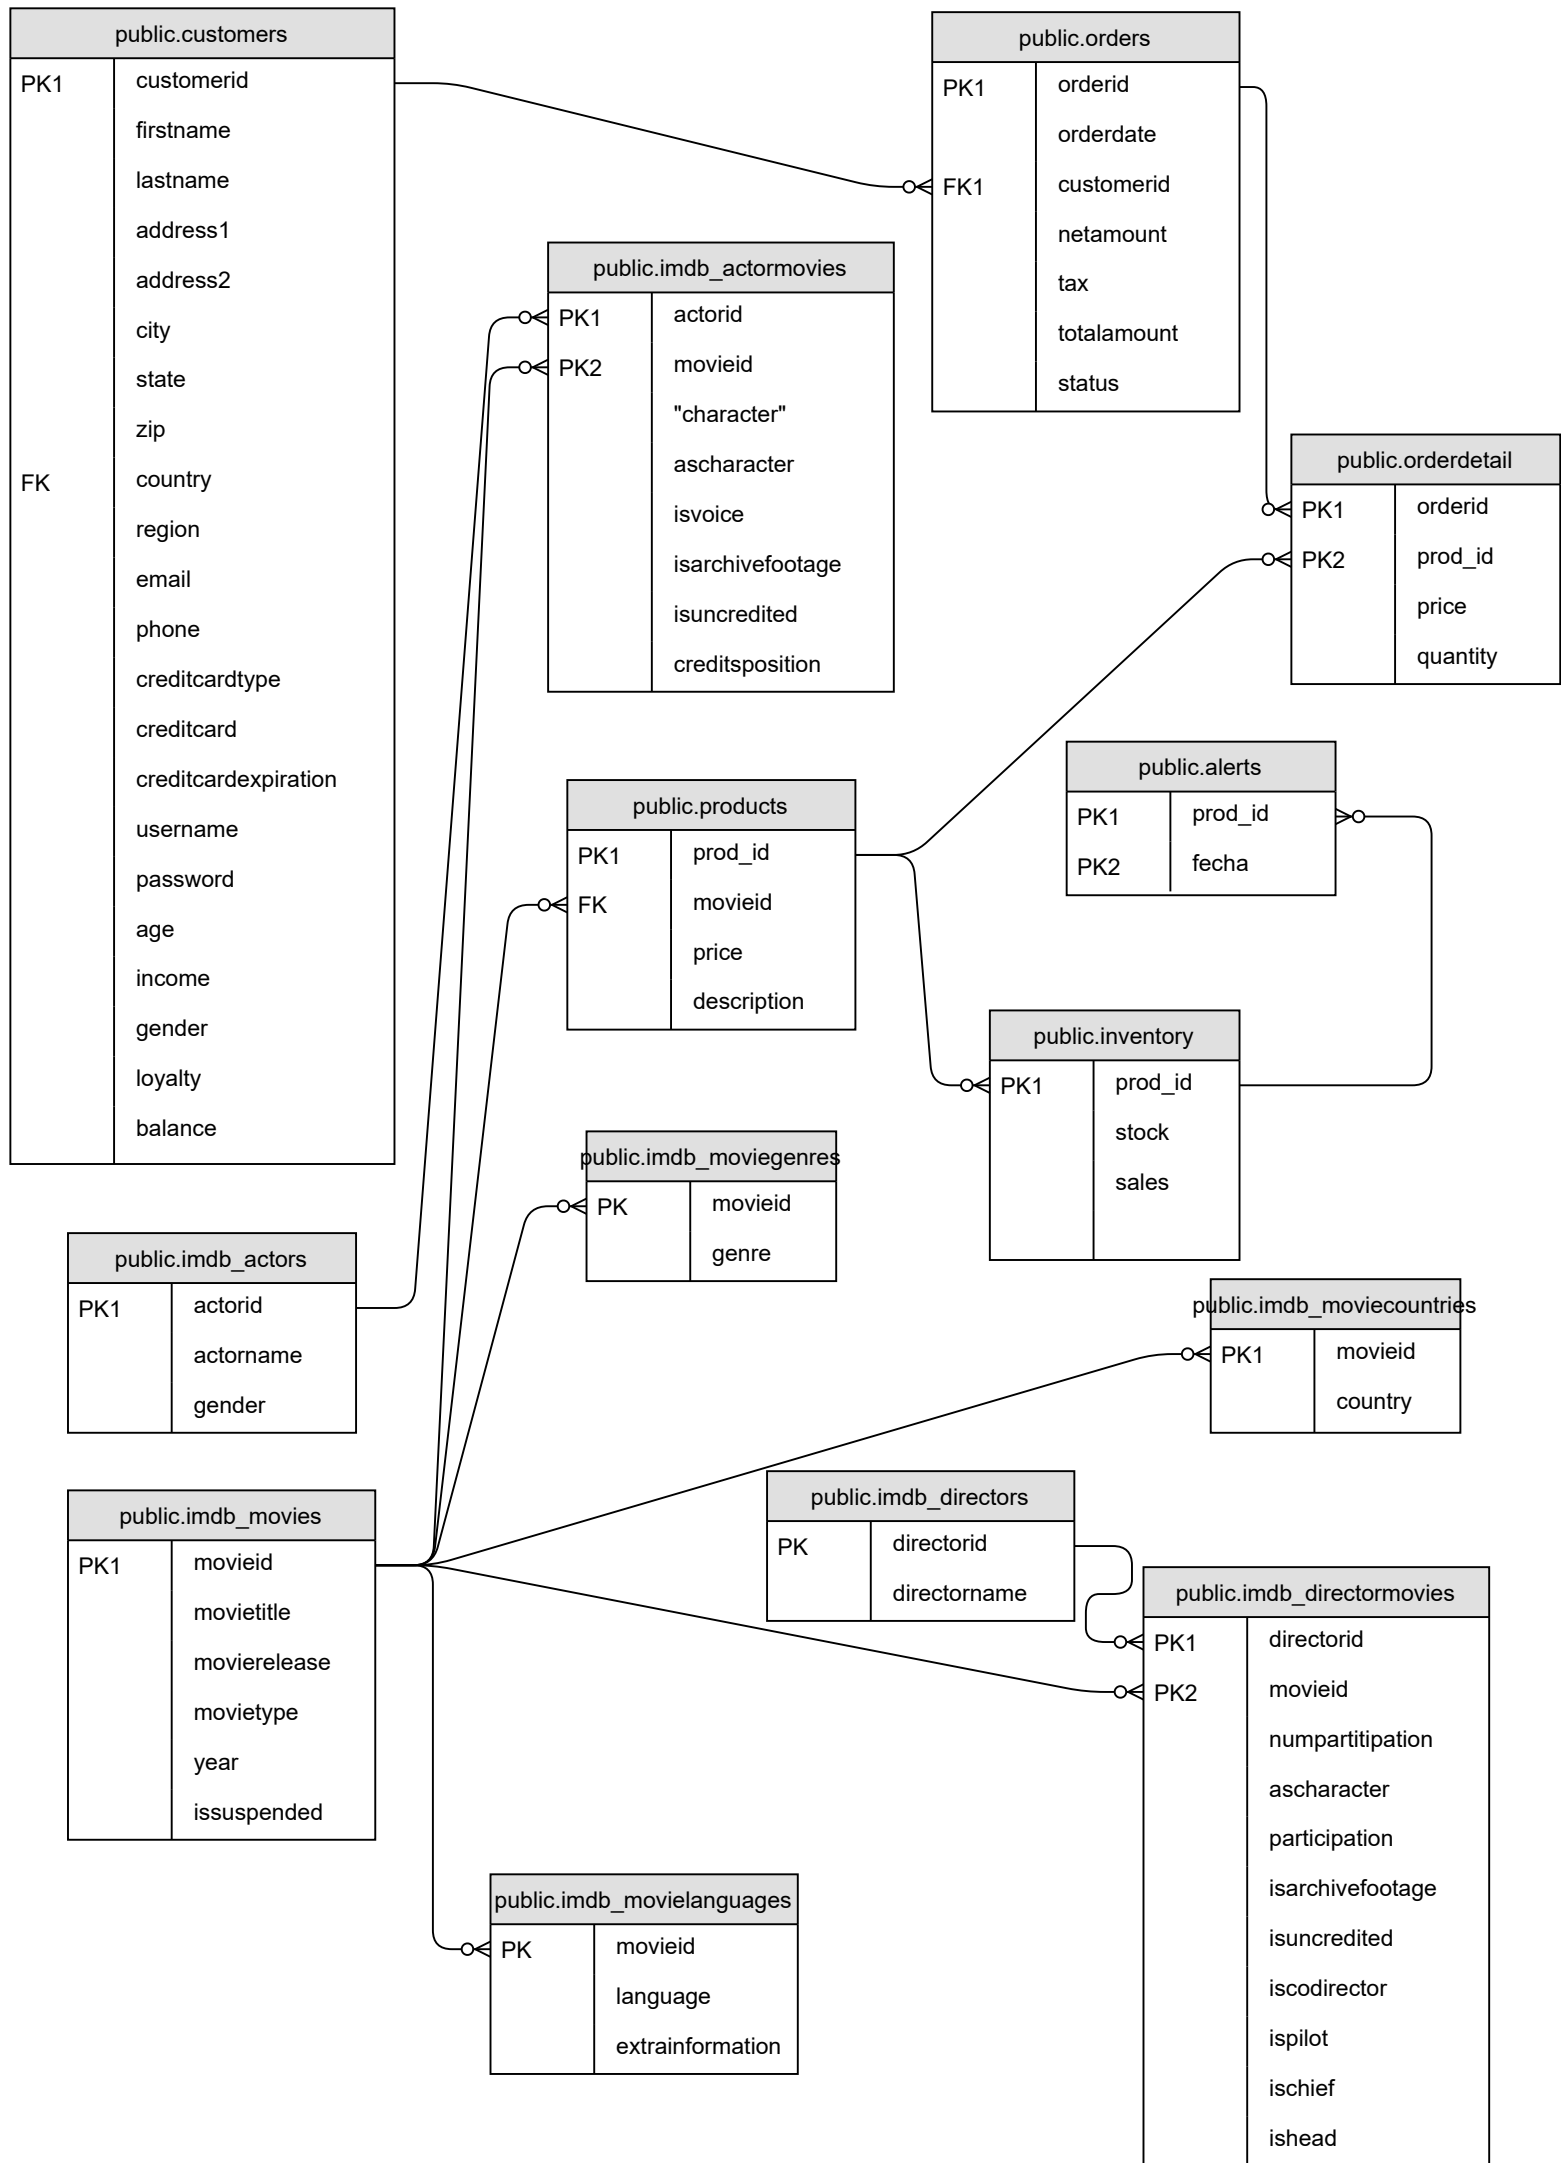 public.customers
PK1 customerid
firstname
lastname
address1
address2
city
state
zip
FK country
region
email
phone
creditcardtype
creditcard
creditcardexpiration
username
password
age
income
gender
loyalty
balance
public.orders
PK1 orderid
orderdate
FK1 customerid
netamount
tax
totalamount
status
public.imdb_actormovies
PK1 actorid
PK2 movieid
"character"
ascharacter
isvoice
isarchivefootage
isuncredited
creditsposition
public.orderdetail
PK1 orderid
PK2 prod_id
price
quantity
public.alerts
PK1 prod_id
PK2 fecha
public.products
PK1 prod_id
FK movieid
price
description
public.inventory
PK1 prod_id
stock
sales
public.imdb_moviegenres
PK movieid
genre
public.imdb_actors
PK1 actorid
actorname
gender
public.imdb_moviecountries
PK1 movieid
country
public.imdb_directors
PK directorid
directorname
public.imdb_movies
PK1 movieid
movietitle
movierelease
movietype
year
issuspended
public.imdb_directormovies
PK1 directorid
PK2 movieid
numpartitipation
ascharacter
participation
isarchivefootage
isuncredited
iscodirector
ispilot
ischief
ishead
public.imdb_movielanguages
PK movieid
language
extrainformation